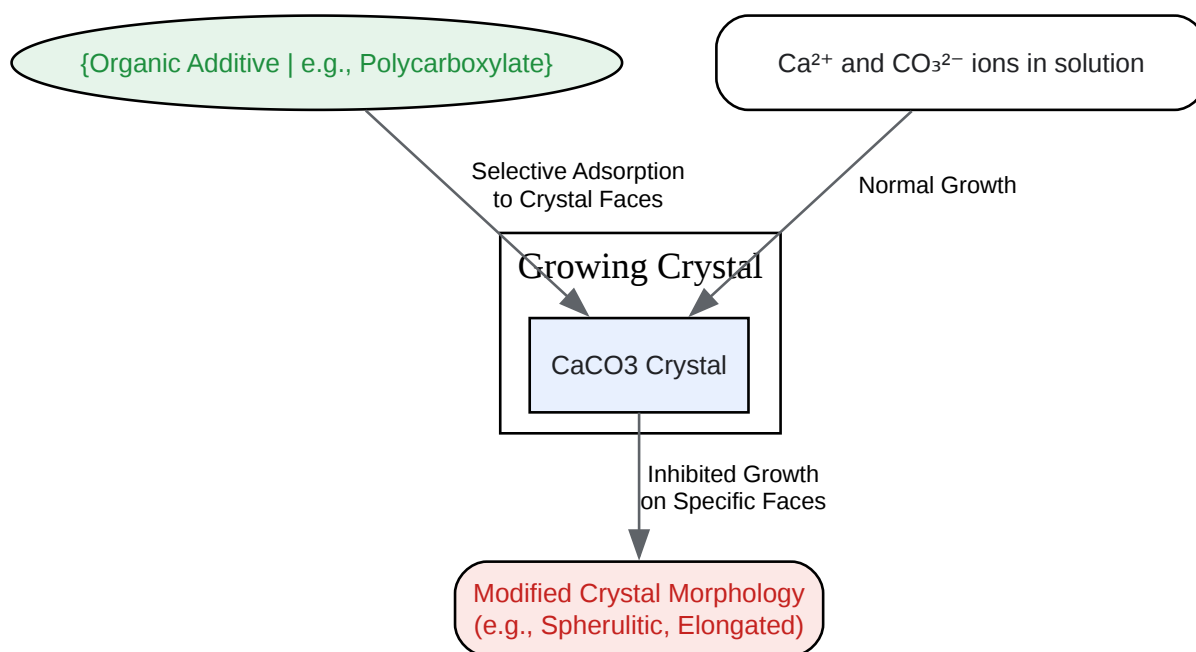 {Organic Additive | e.g., Polycarboxylate}
Ca²⁺ and CO₃²⁻ ions in solution
Selective Adsorption
to Crystal Faces
Normal Growth
Growing Crystal
CaCO3 Crystal
Inhibited Growth
on Specific Faces
Modified Crystal Morphology
(e.g., Spherulitic, Elongated)